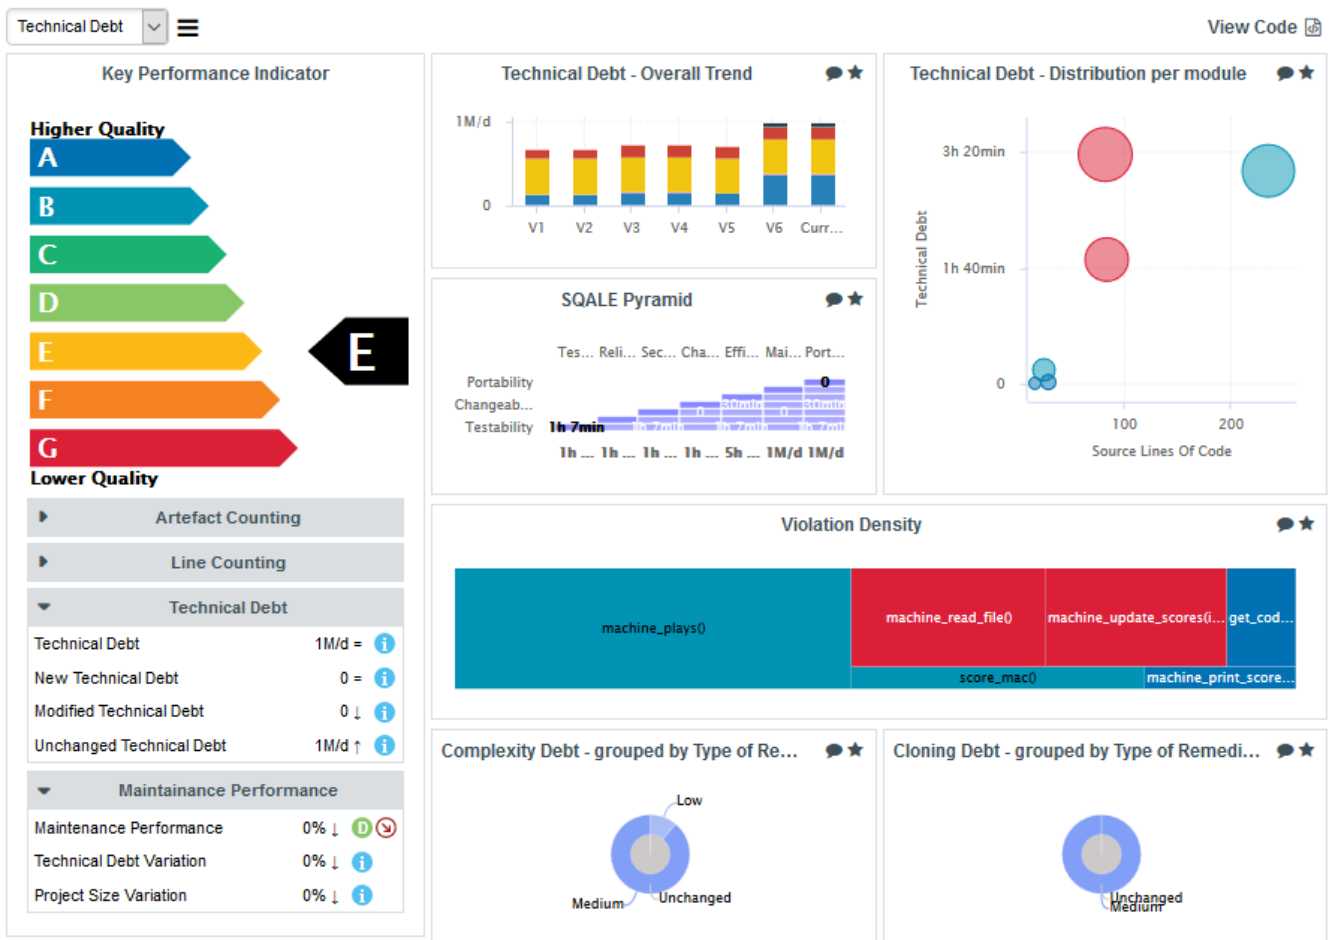 Technical Debt
View Code
Key Performance Indicator
Higher Quality
A
B
C
D
E
F
G
E
Lower Quality
Artefact Counting
Line Counting
Technical Debt
Technical Debt 1M/d =
New Technical Debt 0 =
Modified Technical Debt 0 ↓
Unchanged Technical Debt 1M/d ↑
Maintainance Performance
Maintenance Performance 0% ↓ D
Technical Debt Variation 0% ↓
Project Size Variation 0% ↓
Technical Debt - Overall Trend
1M/d
0
V1 V2 V3 V4 V5 V6 Curr...
SQALE Pyramid
Tes... Reli... Sec... Cha... Effi... Mai... Port...
Portability 0
Changeab... 0 30min 0 30min
Testability 1h 7min
1h ... 1h ... 1h ... 1h ... 5h ... 1M/d 1M/d
Technical Debt - Distribution per module
Technical Debt
3h 20min
1h 40min
0
100 200
Source Lines Of Code
Violation Density
machine_plays()
machine_read_file()
machine_update_scores(i...
get_cod...
score_mac()
machine_print_score...
Complexity Debt - grouped by Type of Re...
Low
Medium
Unchanged
Cloning Debt - grouped by Type of Remedi...
Unchanged
Medium